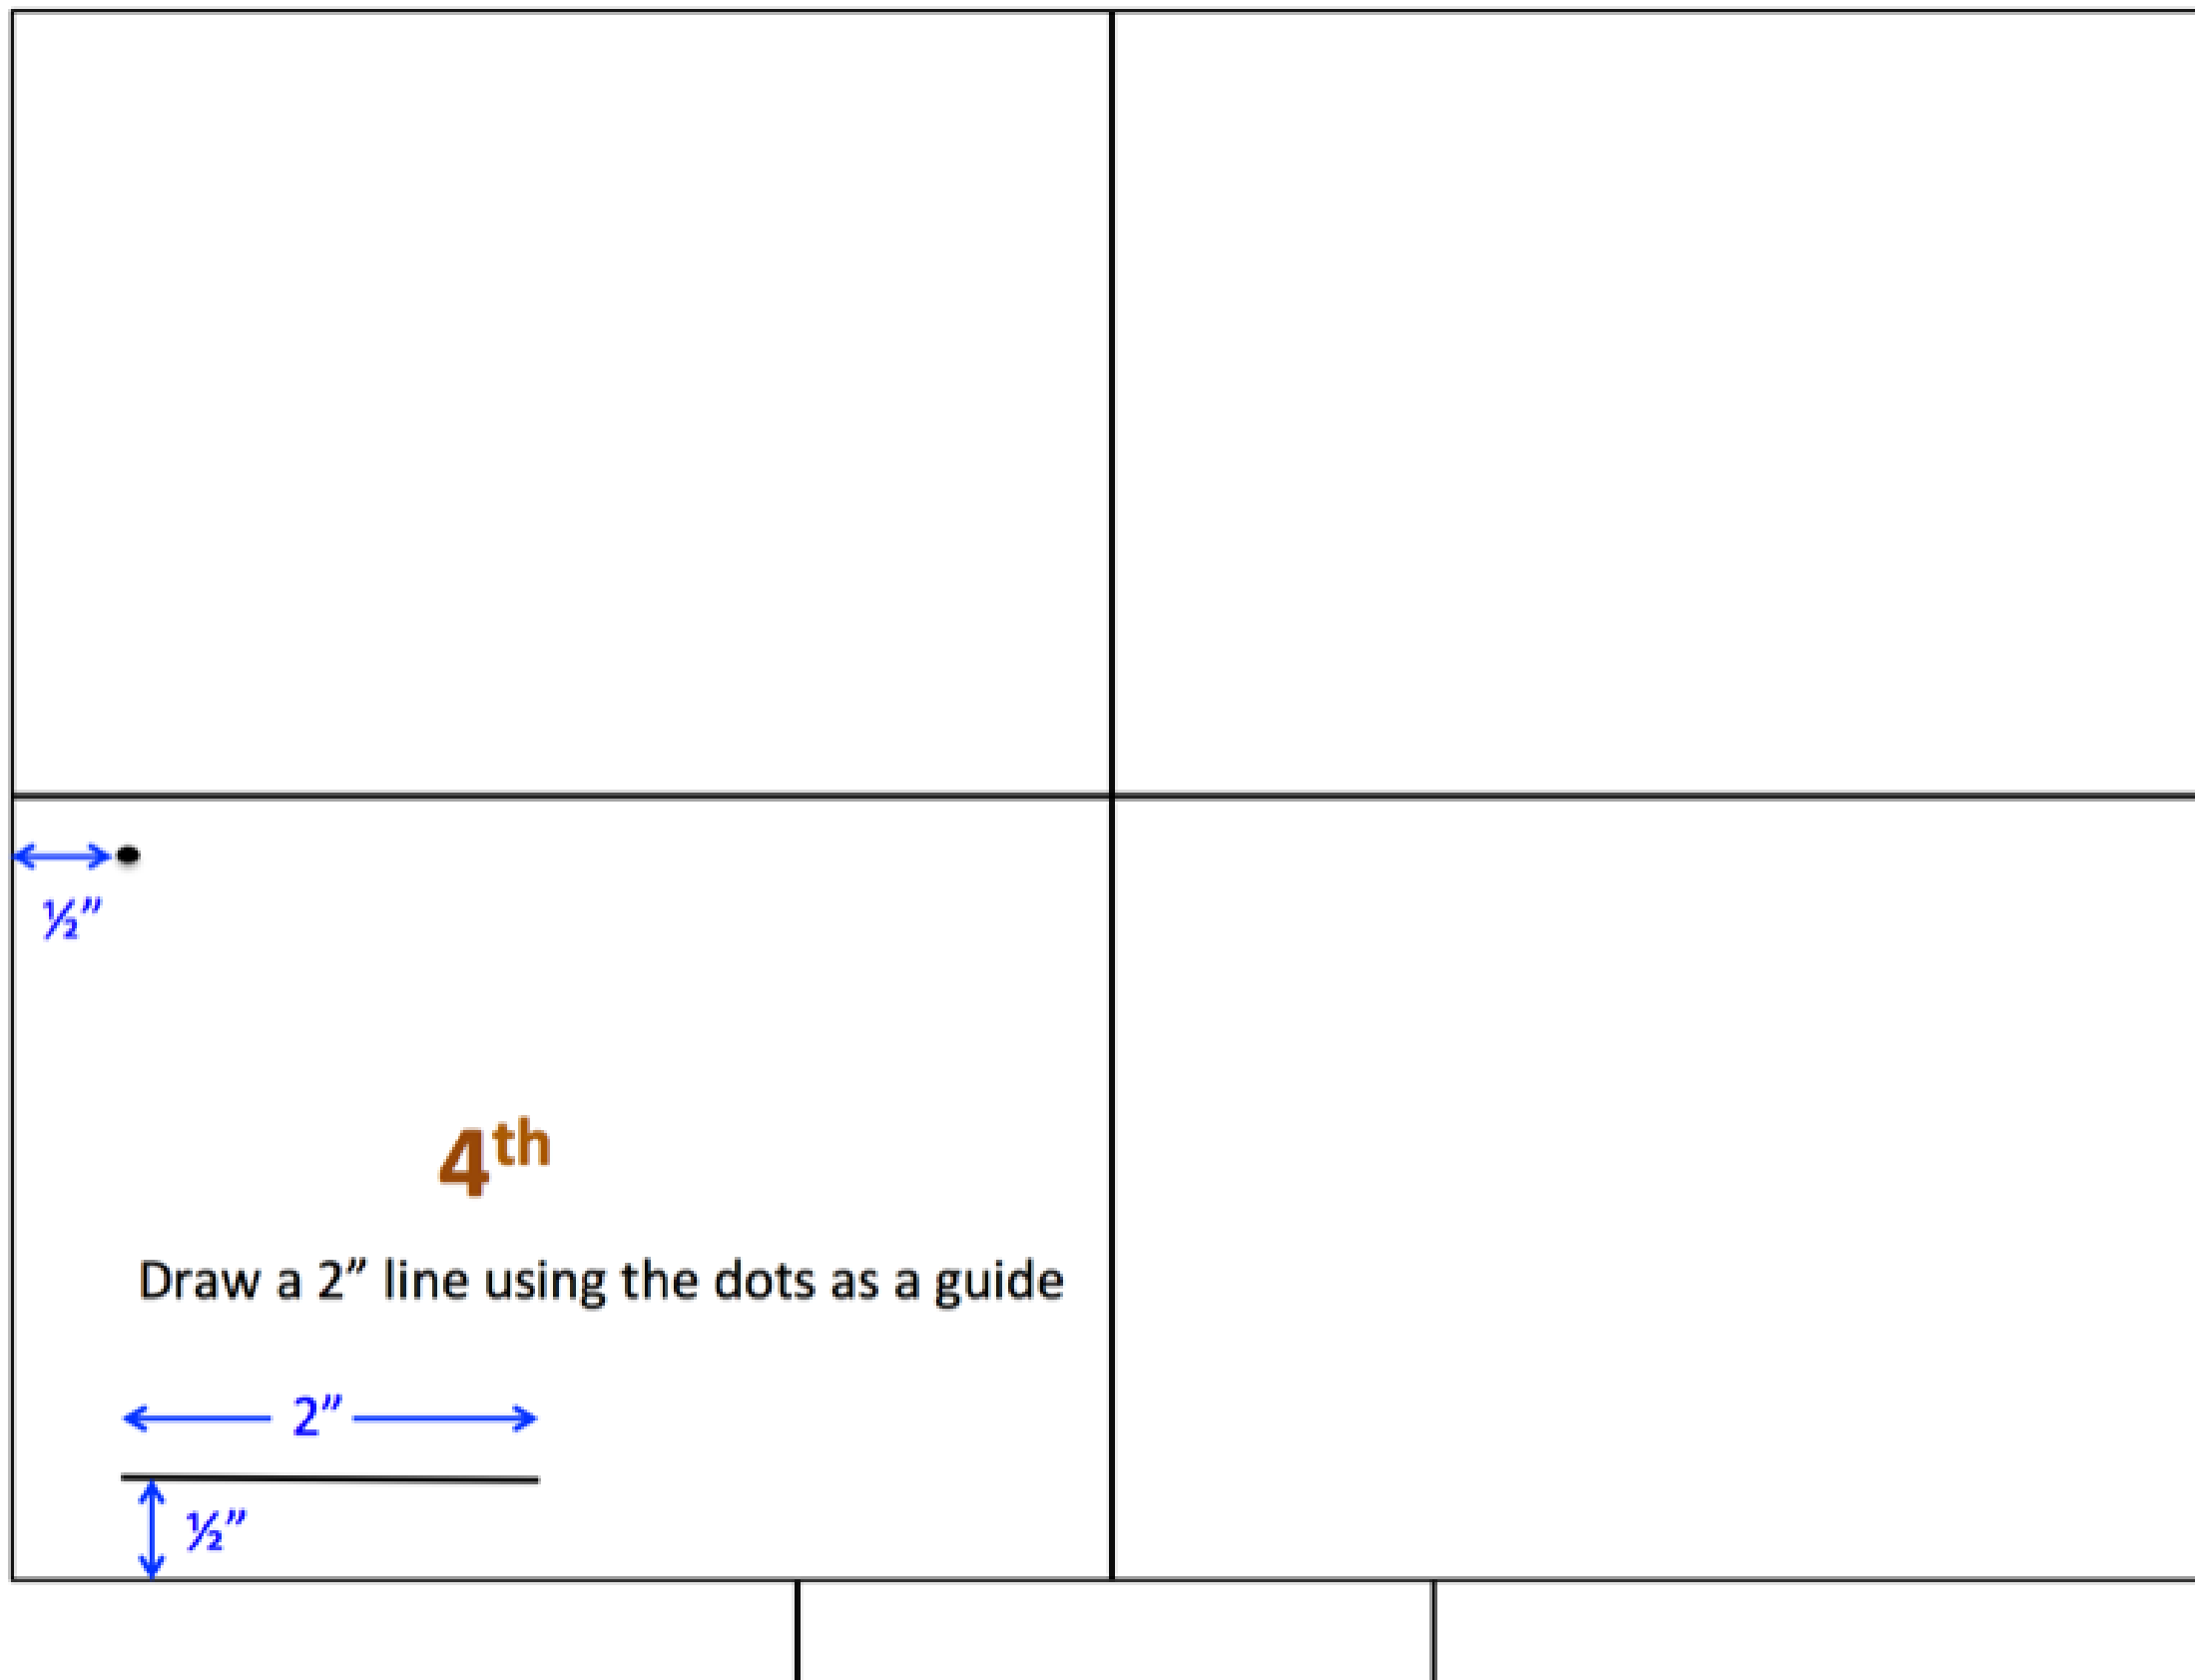 ½”
4th
Draw a 2” line using the dots as a guide
2”
½”